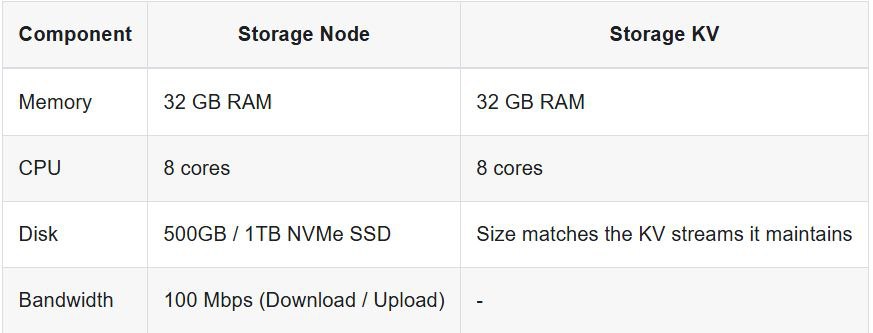 Component Storage Node Storage KV
Memory 32 GB RAM 32 GB RAM
CPU 8 cores 8 cores
Disk 500GB / 1TB NVMe SSD Size matches the KV streams it maintains
Bandwidth 100 Mbps (Download / Upload) -